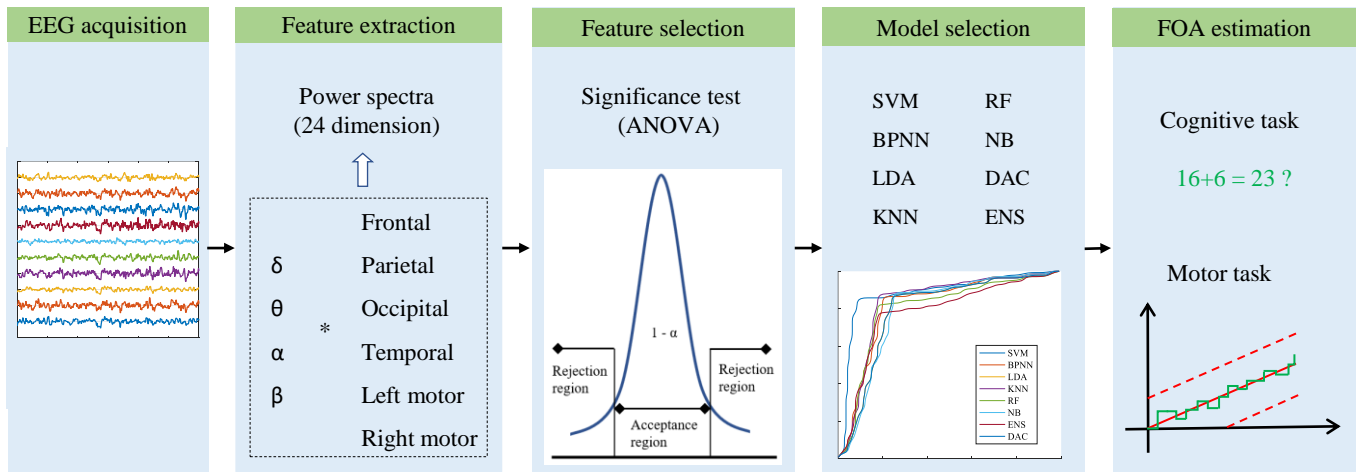 EEG acquisition
Feature extraction
Power spectra
(24 dimension)
δ
θ
α
β
*
Frontal
Parietal
Occipital
Temporal
Left motor
Right motor
Feature selection
Significance test
(ANOVA)
1 - α
Rejection
region
Rejection
region
Acceptance
region
Model selection
SVM RF
BPNN NB
LDA DAC
KNN ENS
SVM
BPNN
LDA
KNN
RF
NB
ENS
DAC
FOA estimation
Cognitive task
16+6 = 23 ?
Motor task